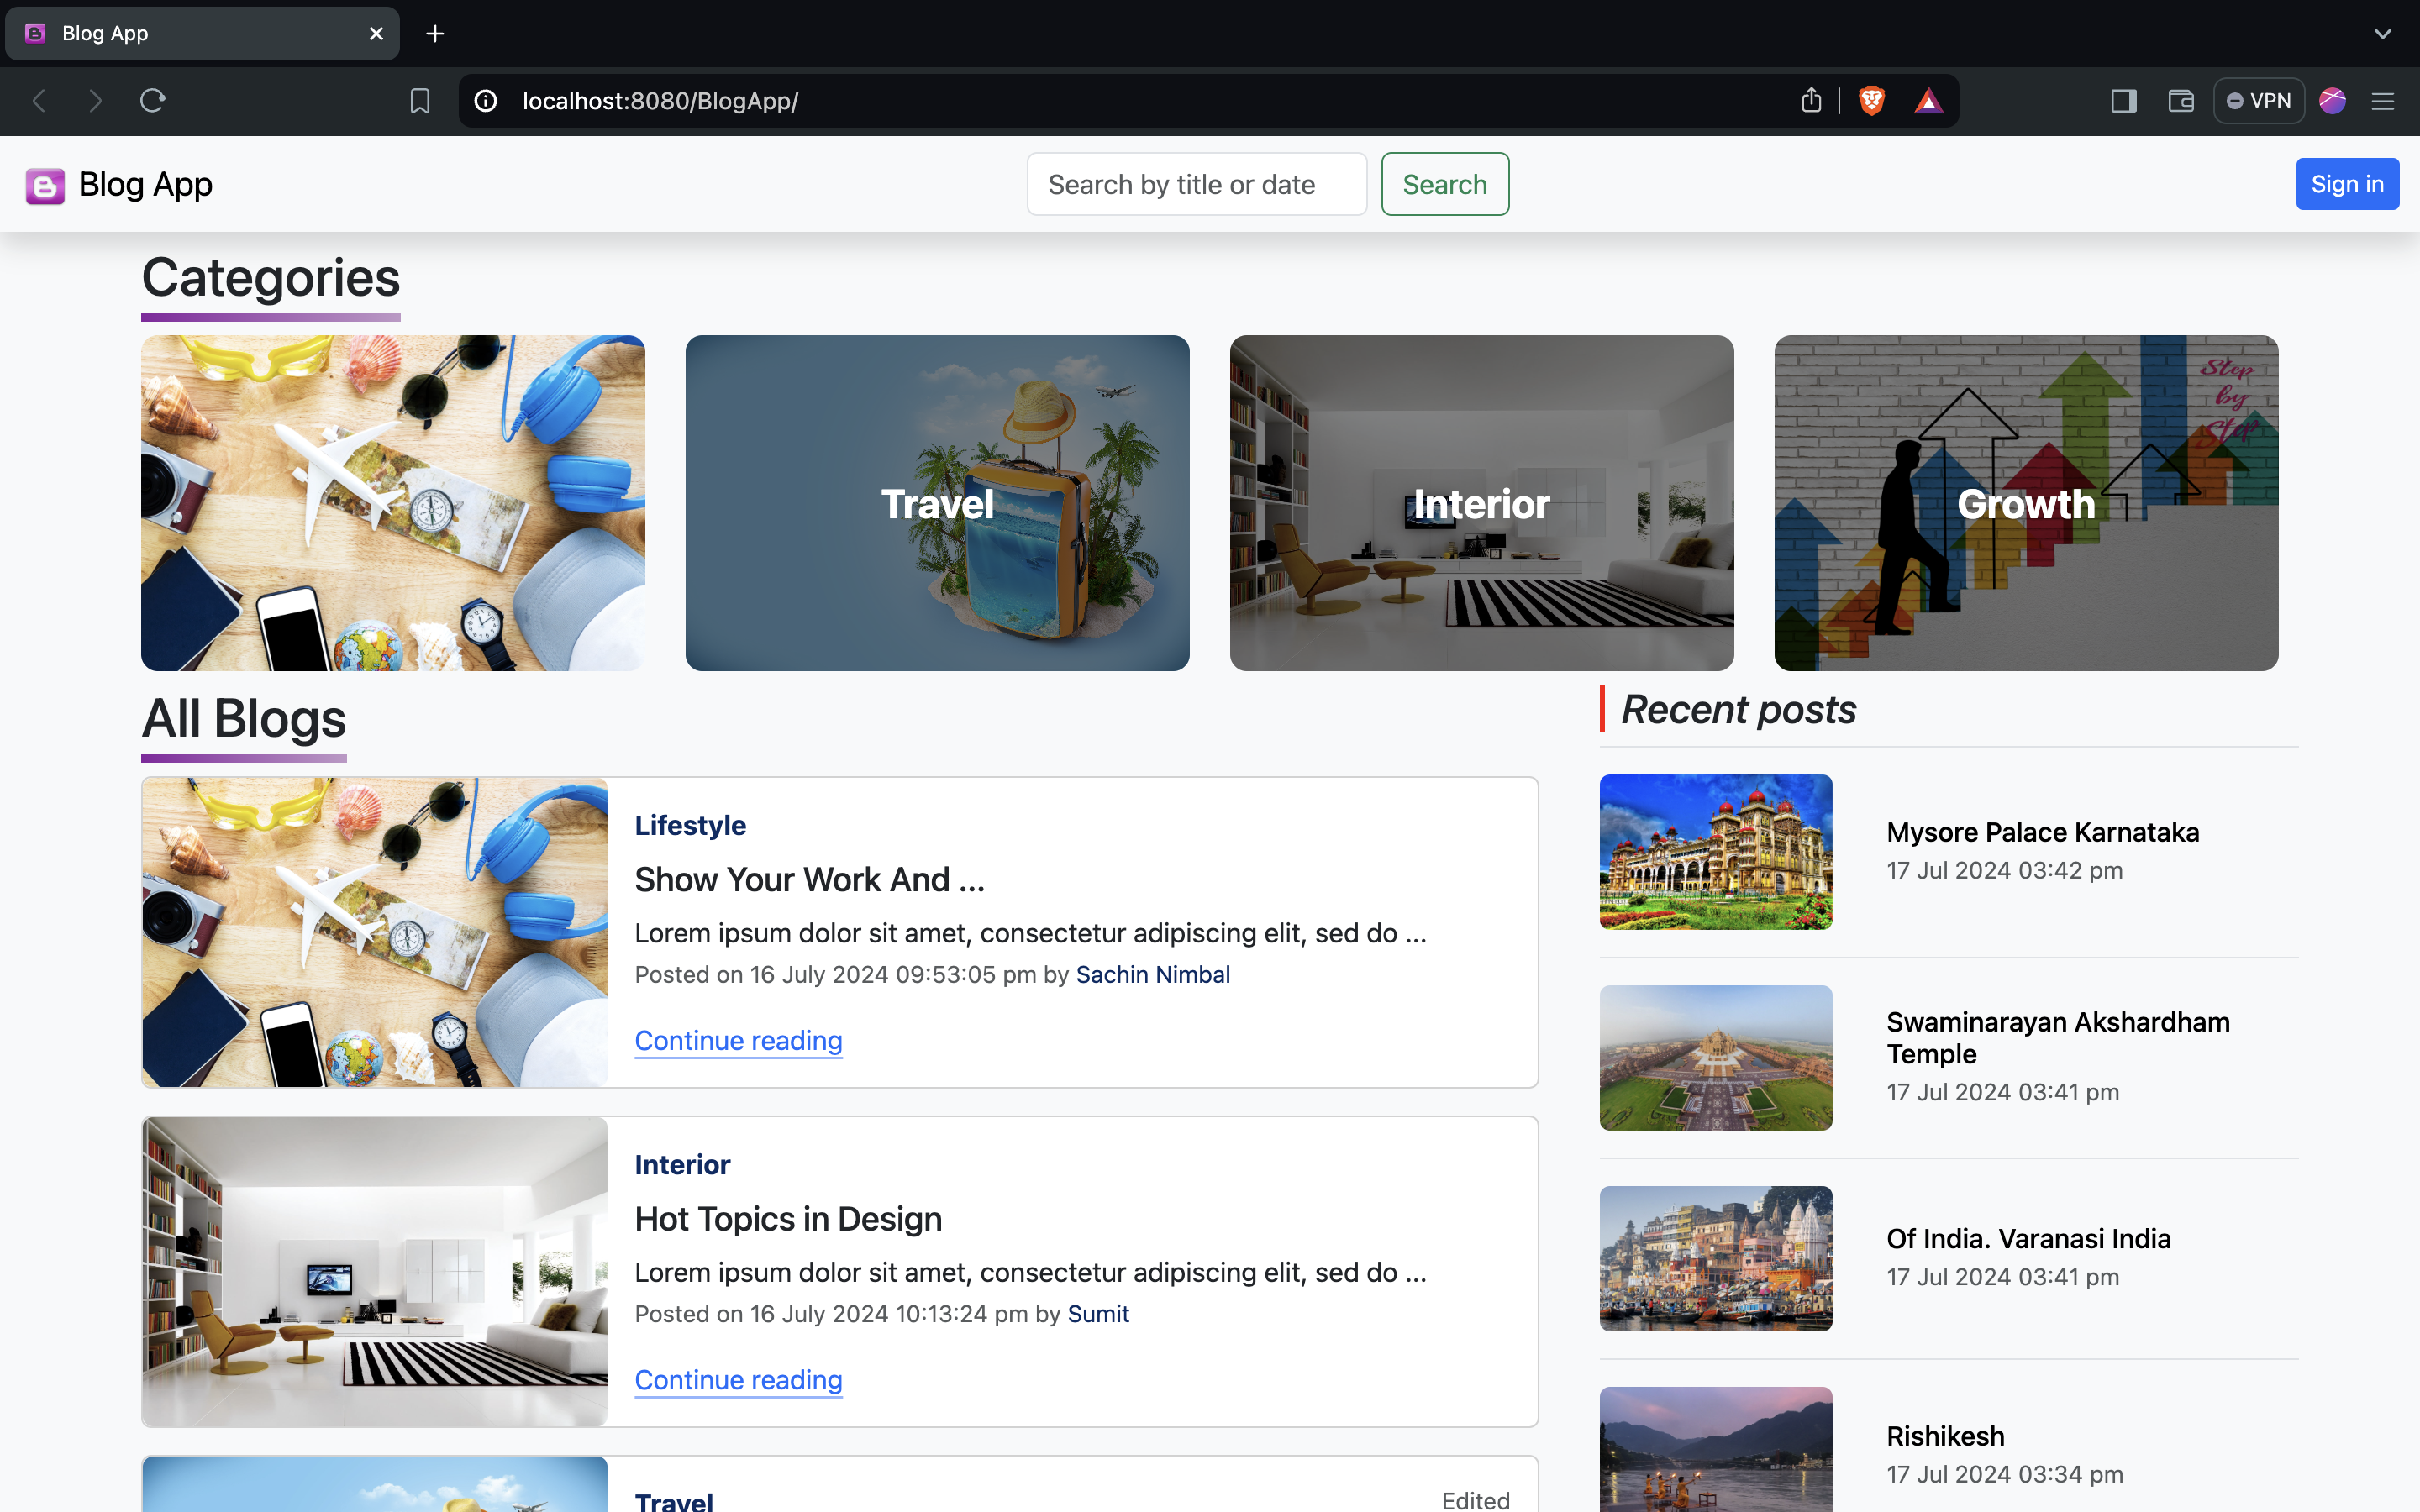 Blog App
localhost:8080/BlogApp/
VPN
Blog App
Search by title or date
Search
Sign in
Categories
Travel
Interior
Growth
Step
by
Step
All Blogs
Lifestyle
Show Your Work And ...
Lorem ipsum dolor sit amet, consectetur adipiscing elit, sed do ...
Posted on 16 July 2024 09:53:05 pm by Sachin Nimbal
Continue reading
Interior
Hot Topics in Design
Lorem ipsum dolor sit amet, consectetur adipiscing elit, sed do ...
Posted on 16 July 2024 10:13:24 pm by Sumit
Continue reading
Travel
Edited
Recent posts
Mysore Palace Karnataka
17 Jul 2024 03:42 pm
Swaminarayan Akshardham
Temple
17 Jul 2024 03:41 pm
Of India. Varanasi India
17 Jul 2024 03:41 pm
Rishikesh
17 Jul 2024 03:34 pm